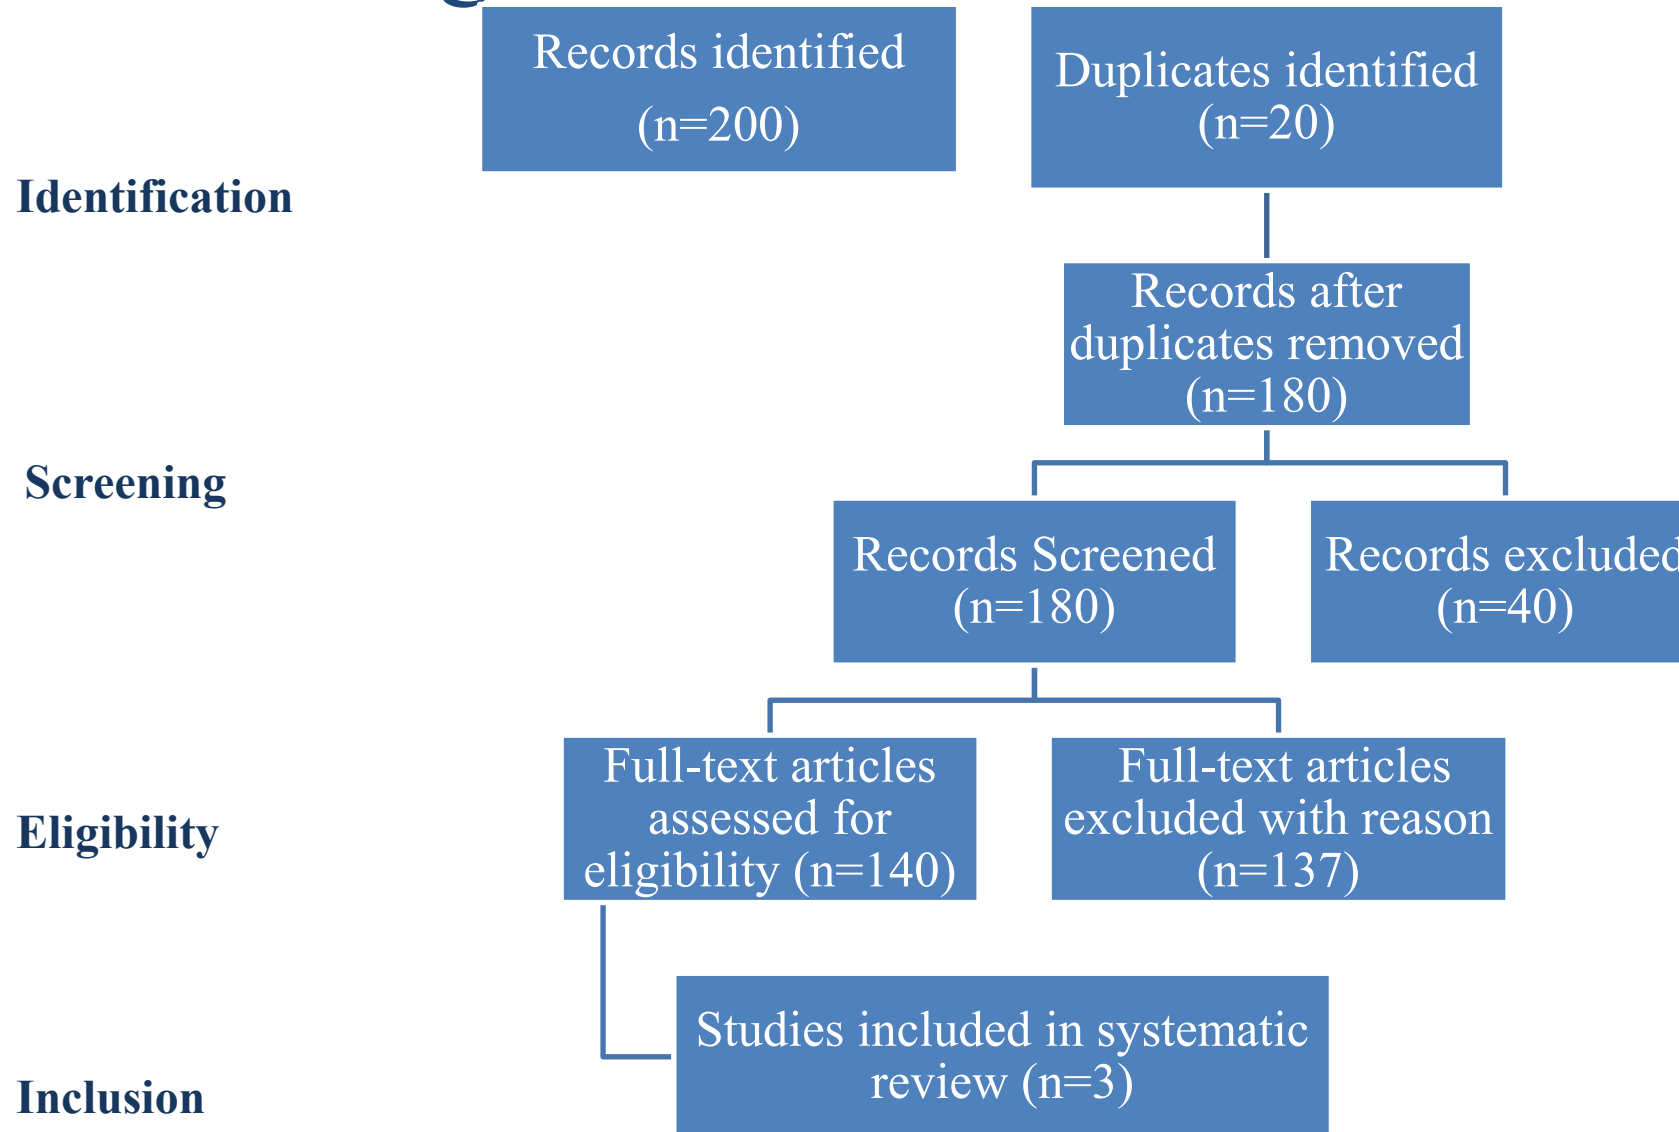 Records identified
(n=200)
Duplicates identified
(n=20)
Identification
Records after
duplicates removed
(n=180)
Screening
Records Screened
(n=180)
Records excluded
(n=40)
Full-text articles
assessed for
eligibility (n=140)
Full-text articles
excluded with reason
(n=137)
Eligibility
Studies included in systematic
review (n=3)
Inclusion